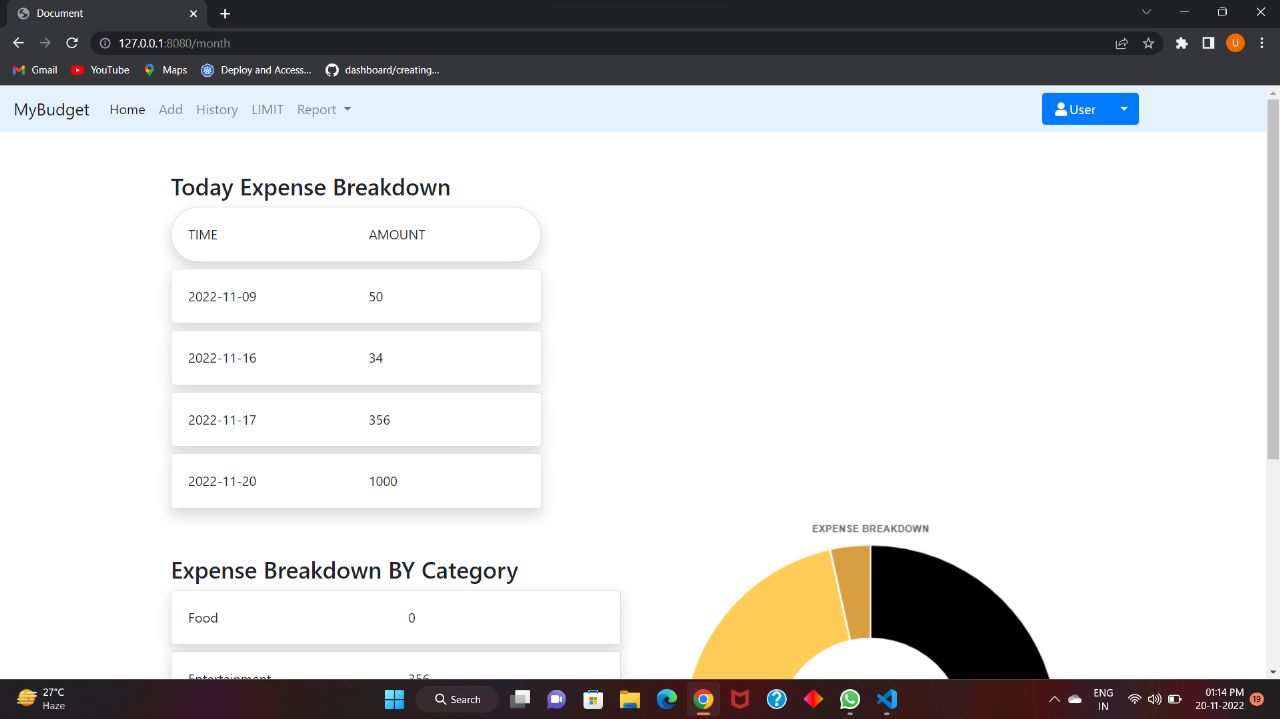 Document
127.0.0.1:8080/month
U
Gmail YouTube Maps Deploy and Access... dashboard/creating...
MyBudget Home Add History LIMIT Report User
Today Expense Breakdown
TIME AMOUNT
2022-11-09 50
2022-11-16 34
2022-11-17 356
2022-11-20 1000
EXPENSE BREAKDOWN
Expense Breakdown BY Category
Food 0
Entertainment 356
27°C
Haze
Search
ENG
IN
01:14 PM
20-11-2022
19